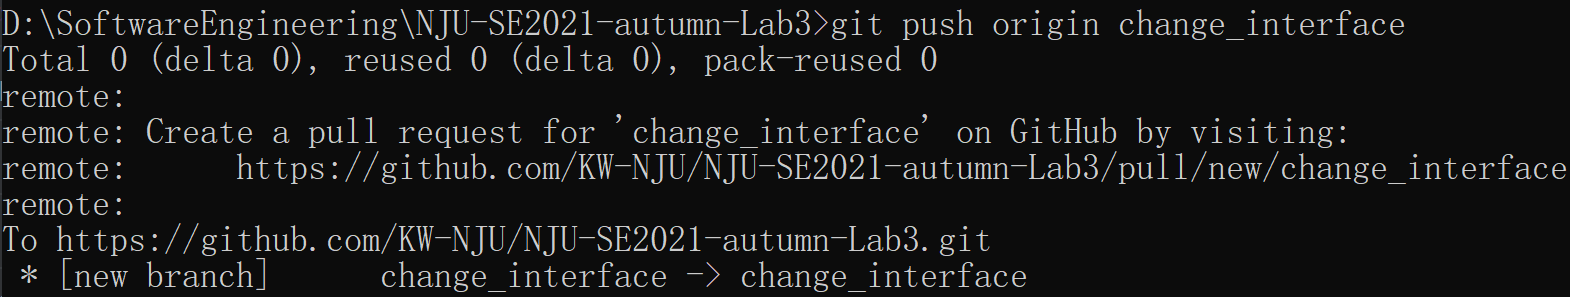 D:\SoftwareEngineering\NJU-SE2021-autumn-Lab3>git push origin change_interface
Total 0 (delta 0), reused 0 (delta 0), pack-reused 0
remote:
remote: Create a pull request for 'change_interface' on GitHub by visiting:
remote:      https://github.com/KW-NJU/NJU-SE2021-autumn-Lab3/pull/new/change_interface
remote:
To https://github.com/KW-NJU/NJU-SE2021-autumn-Lab3.git
 * [new branch]      change_interface -> change_interface